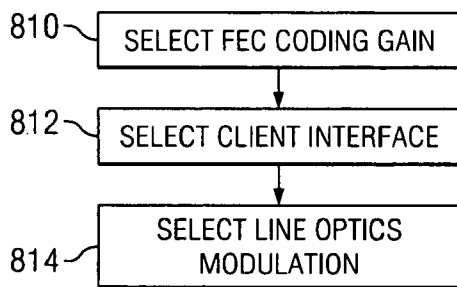 810
SELECT FEC CODING GAIN
812
SELECT CLIENT INTERFACE
814
SELECT LINE OPTICS
MODULATION